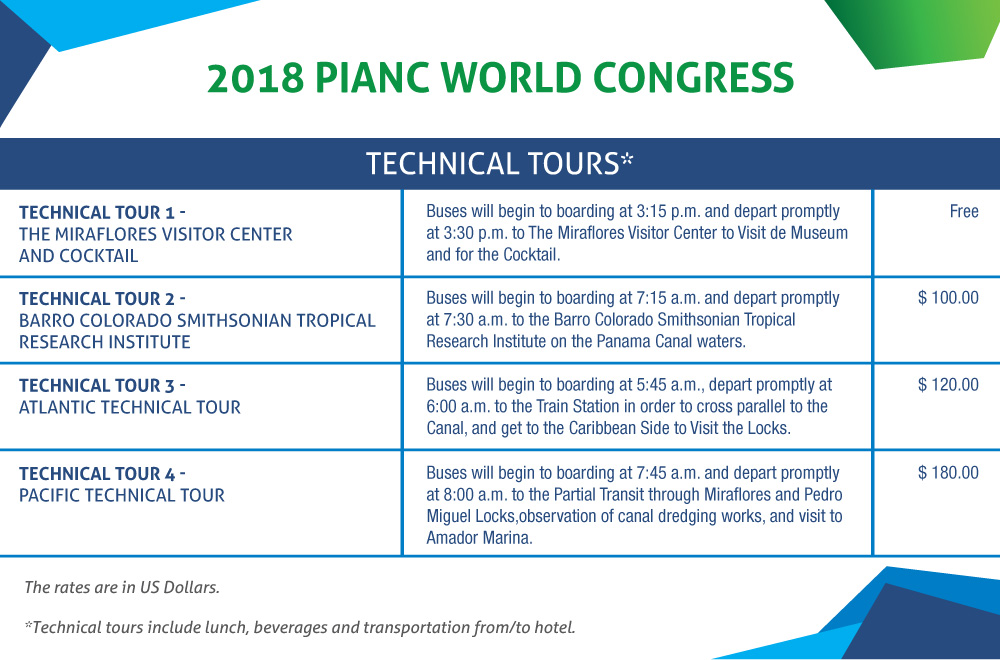 2018 PIANC WORLD CONGRESS
TECHNICAL TOURS*
TECHNICAL TOUR 1 -
THE MIRAFLORES VISITOR CENTER
AND COCKTAIL
Buses will begin to boarding at 3:15 p.m. and depart promptly
at 3:30 p.m. to The Miraflores Visitor Center to Visit de Museum
and for the Cocktail.
Free
TECHNICAL TOUR 2 -
BARRO COLORADO SMITHSONIAN TROPICAL
RESEARCH INSTITUTE
Buses will begin to boarding at 7:15 a.m. and depart promptly
at 7:30 a.m. to the Barro Colorado Smithsonian Tropical
Research Institute on the Panama Canal waters.
$ 100.00
TECHNICAL TOUR 3 -
ATLANTIC TECHNICAL TOUR
Buses will begin to boarding at 5:45 a.m., depart promptly at
6:00 a.m. to the Train Station in order to cross parallel to the
Canal, and get to the Caribbean Side to Visit the Locks.
$ 120.00
TECHNICAL TOUR 4 -
PACIFIC TECHNICAL TOUR
Buses will begin to boarding at 7:45 a.m. and depart promptly
at 8:00 a.m. to the Partial Transit through Miraflores and Pedro
Miguel Locks,observation of canal dredging works, and visit to
Amador Marina.
$ 180.00
The rates are in US Dollars.
*Technical tours include lunch, beverages and transportation from/to hotel.